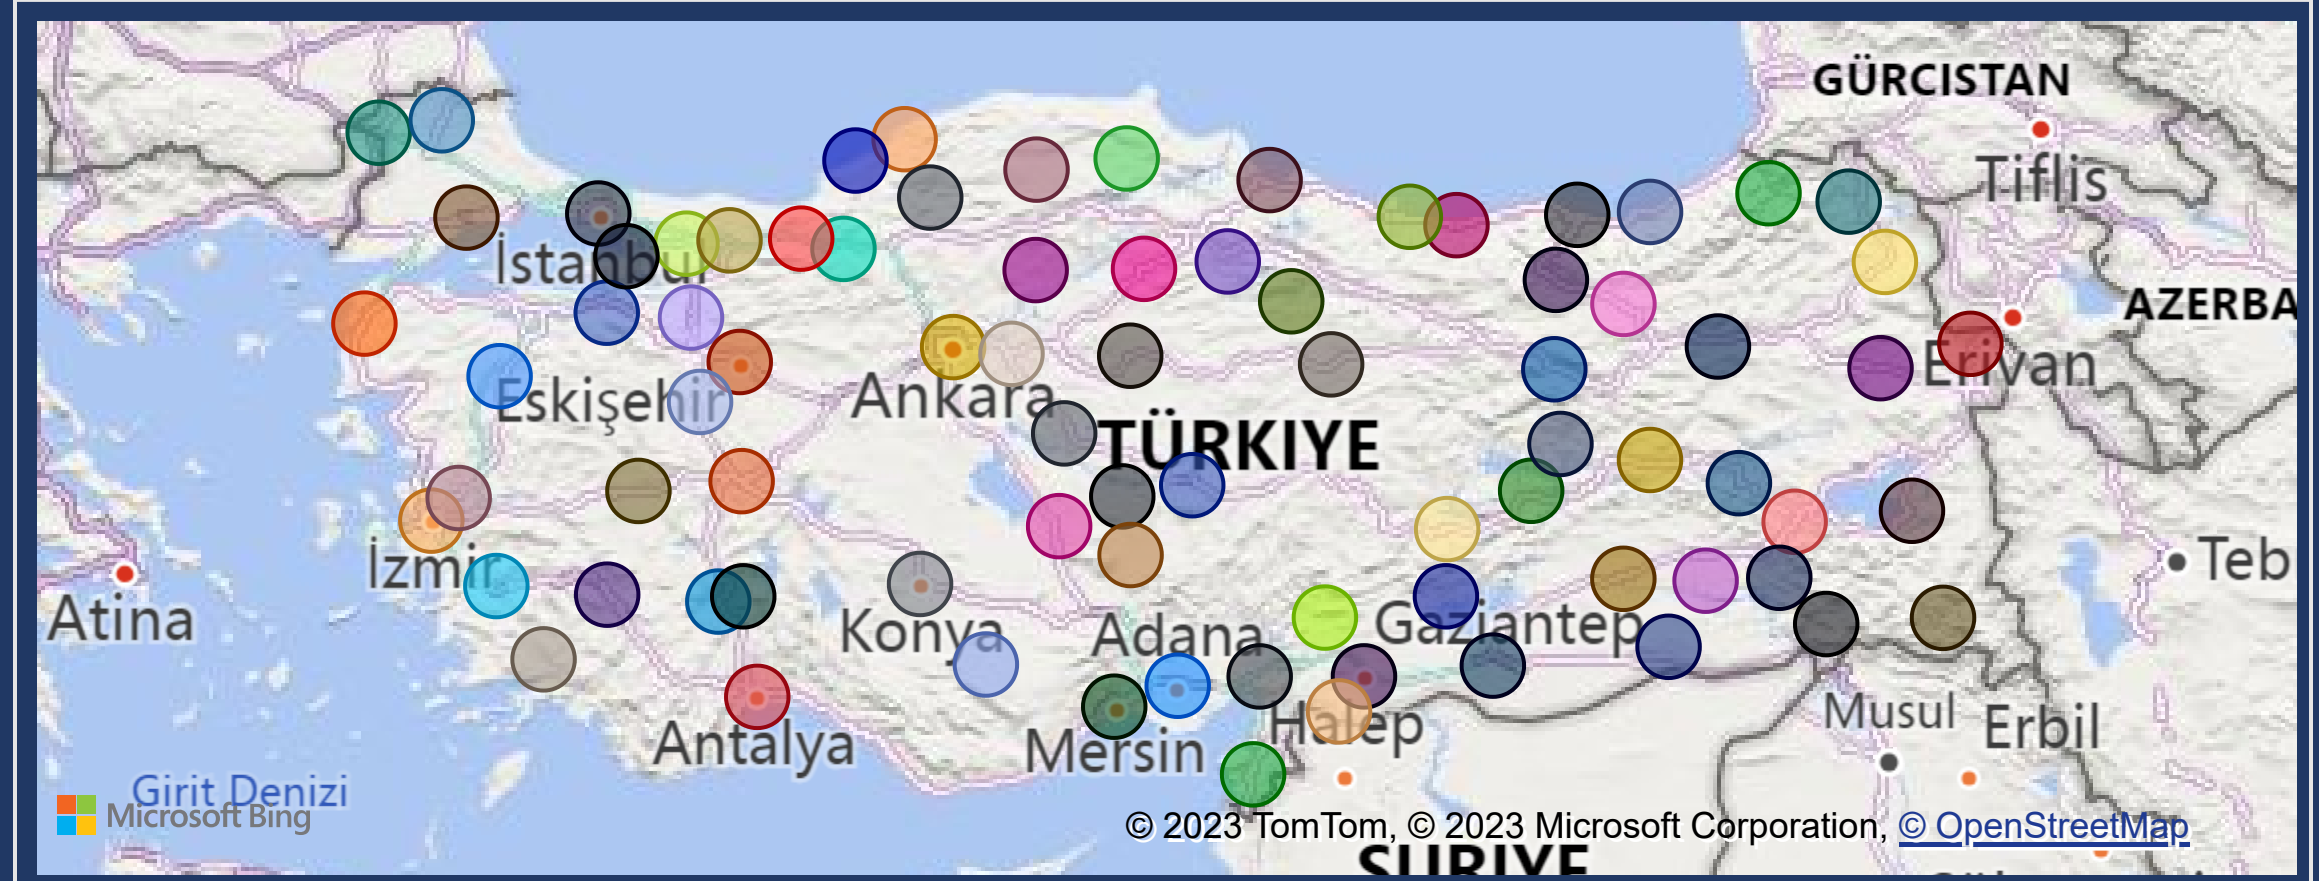 GÜRCISTAN
Tiflis
İstanbul
AZERBA
Erivan
Eskişehir
Ankara
TÜRKIYE
İzmir
Teb
Atina
Konya
Adana
Gaziantep
Antalya
Mersin
Halep
Musul
Erbil
Girit Denizi
Microsoft Bing
© 2023 TomTom, © 2023 Microsoft Corporation, © OpenStreetMap
SURIYE